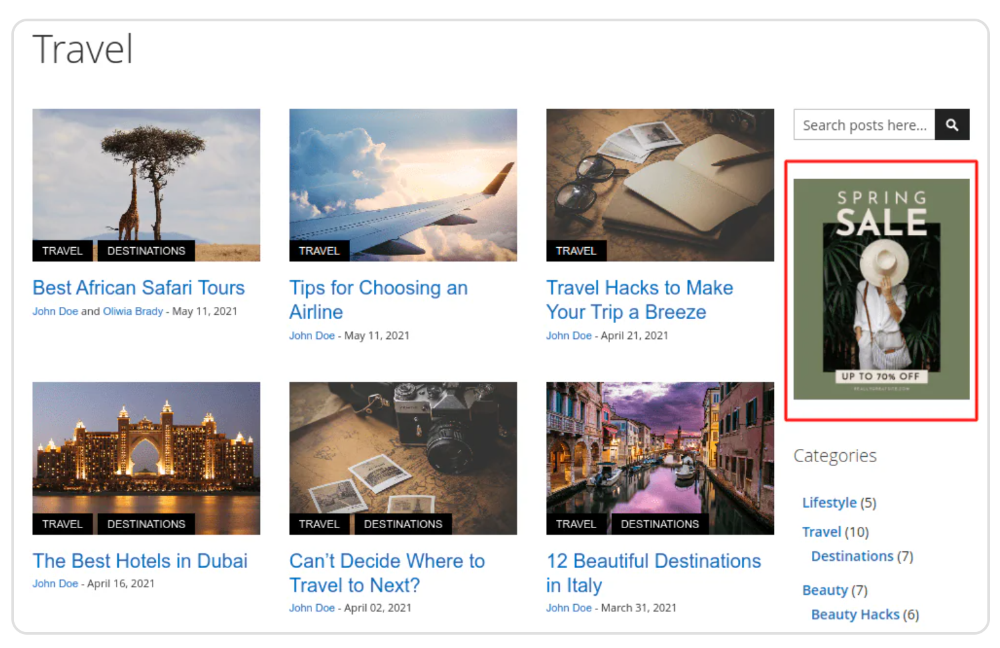 Travel
TRAVEL DESTINATIONS
Best African Safari Tours
John Doe and Oliwia Brady - May 11, 2021
TRAVEL
Tips for Choosing an
Airline
John Doe - May 11, 2021
TRAVEL
Travel Hacks to Make
Your Trip a Breeze
John Doe - April 21, 2021
TRAVEL DESTINATIONS
The Best Hotels in Dubai
John Doe - April 16, 2021
TRAVEL DESTINATIONS
Can’t Decide Where to
Travel to Next?
John Doe - April 02, 2021
TRAVEL DESTINATIONS
12 Beautiful Destinations
in Italy
John Doe - March 31, 2021
Search posts here...
SPRING
SALE
UP TO 70% OFF
REALLYGREATSITE.COM
Categories
Lifestyle (5)
Travel (10)
Destinations (7)
Beauty (7)
Beauty Hacks (6)